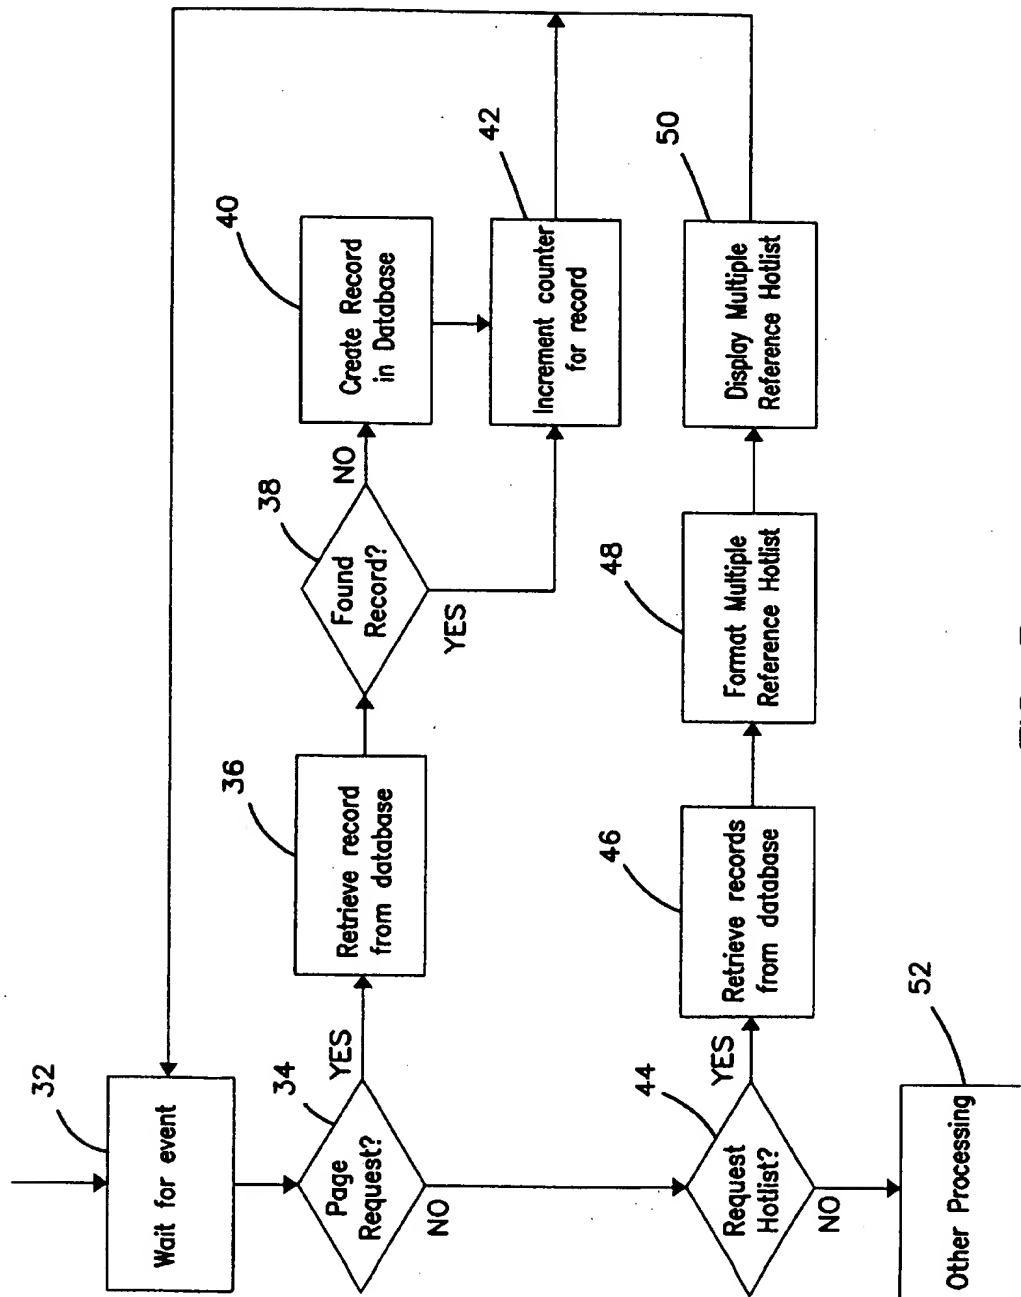 32
Wait for event
34
Page
Request?
YES
NO
36
Retrieve record
from database
38
Found
Record?
NO
YES
40
Create Record
in Database
42
Increment counter
for record
44
Request
Hotlist?
YES
NO
46
Retrieve records
from database
48
Format Multiple
Reference Hotlist
50
Display Multiple
Reference Hotlist
52
Other Processing